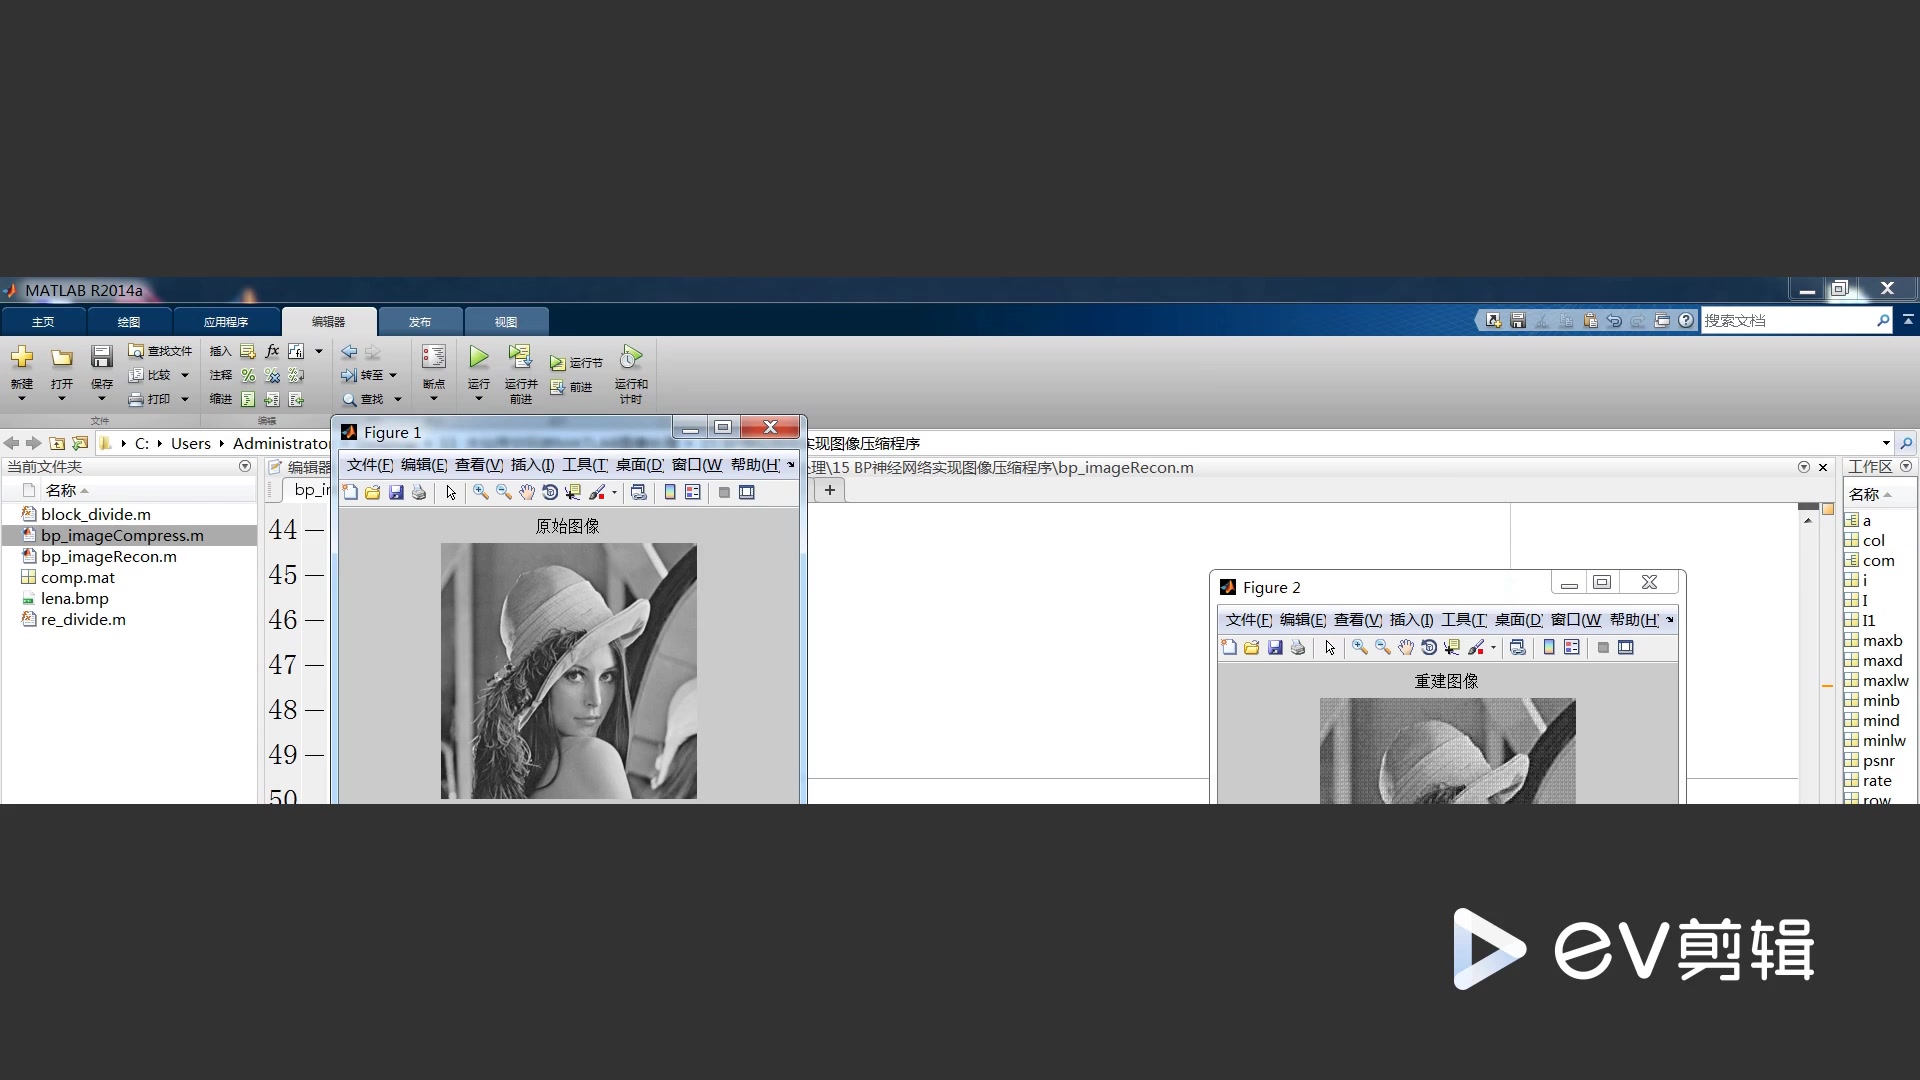 MATLAB R2014a
主页 绘图 应用程序 编辑器 发布 视图
搜索文档
新建 打开 保存 查找文件 比较 打印 文件
插入 fx 注释 缩进 编辑
转至 查找
断点 运行 运行并前进 运行节 前进 运行和计时
C: Users Administrator
实现图像压缩程序
当前文件夹
名称
block_divide.m
bp_imageCompress.m
bp_imageRecon.m
comp.mat
lena.bmp
re_divide.m
编辑器
理\15 BP神经网络实现图像压缩程序\bp_imageRecon.m
44
45
46
47
48
49
50
Figure 1
文件(F) 编辑(E) 查看(V) 插入(I) 工具(T 桌面(D) 窗口(W 帮助(H)
原始图像
Figure 2
文件(F) 编辑(E) 查看(V) 插入(I) 工具(T 桌面(D) 窗口(W 帮助(H)
重建图像
工作区
名称
a
col
com
i
I
I1
maxb
maxd
maxlw
minb
mind
minlw
psnr
rate
row
ev剪辑